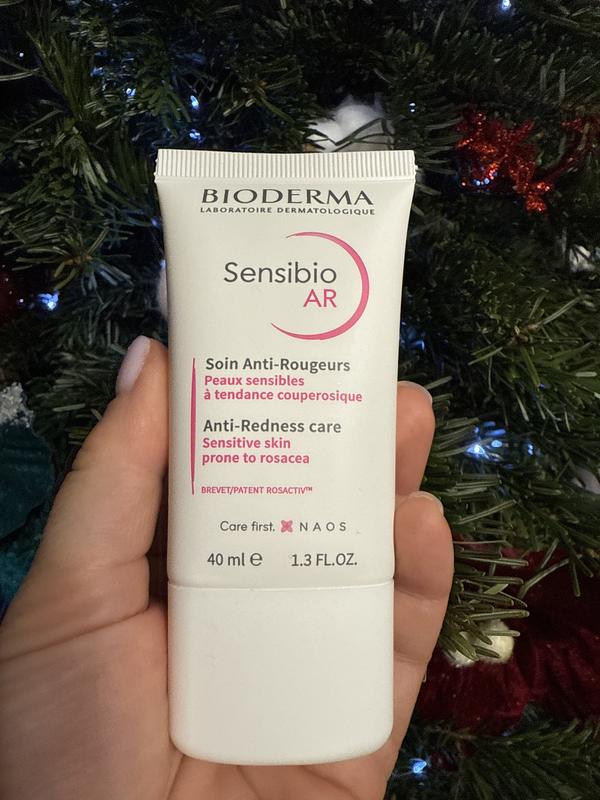 BIODERMA
LABORATOIRE DERMATOLOGIQUE
Sensibio
AR
Soin Anti-Rougeurs
Peaux sensibles
à tendance couperosique
Anti-Redness care
Sensitive skin
prone to rosacea
BREVET/PATENT ROSACTIV™
Care first. NAOS
40 ml ℮ 1.3 FL.OZ.